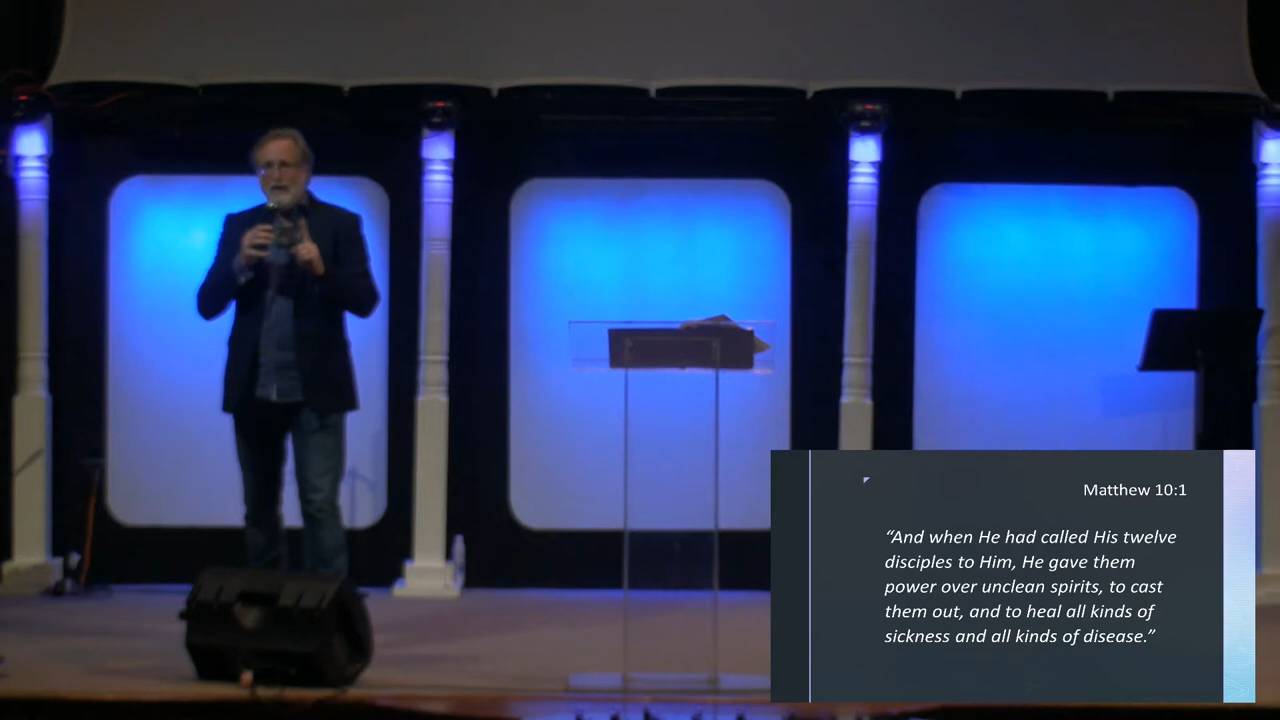 Matthew 10:1
“And when He had called His twelve
disciples to Him, He gave them
power over unclean spirits, to cast
them out, and to heal all kinds of
sickness and all kinds of disease.”